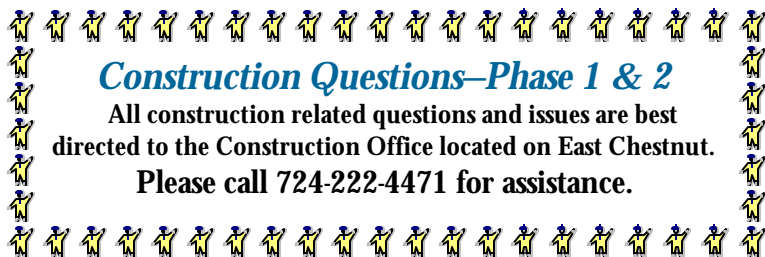 Construction Questions–Phase 1 & 2
All construction related questions and issues are best
directed to the Construction Office located on East Chestnut.
Please call 724-222-4471 for assistance.